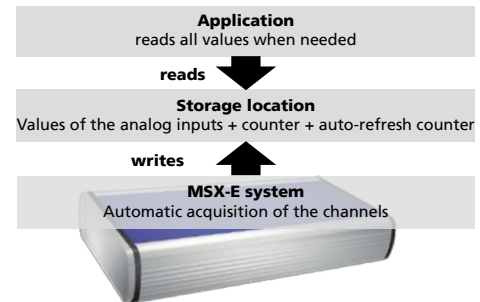 Application
reads all values when needed
reads
Storage location
Values of the analog inputs + counter + auto-refresh counter
writes
MSX-E system
Automatic acquisition of the channels